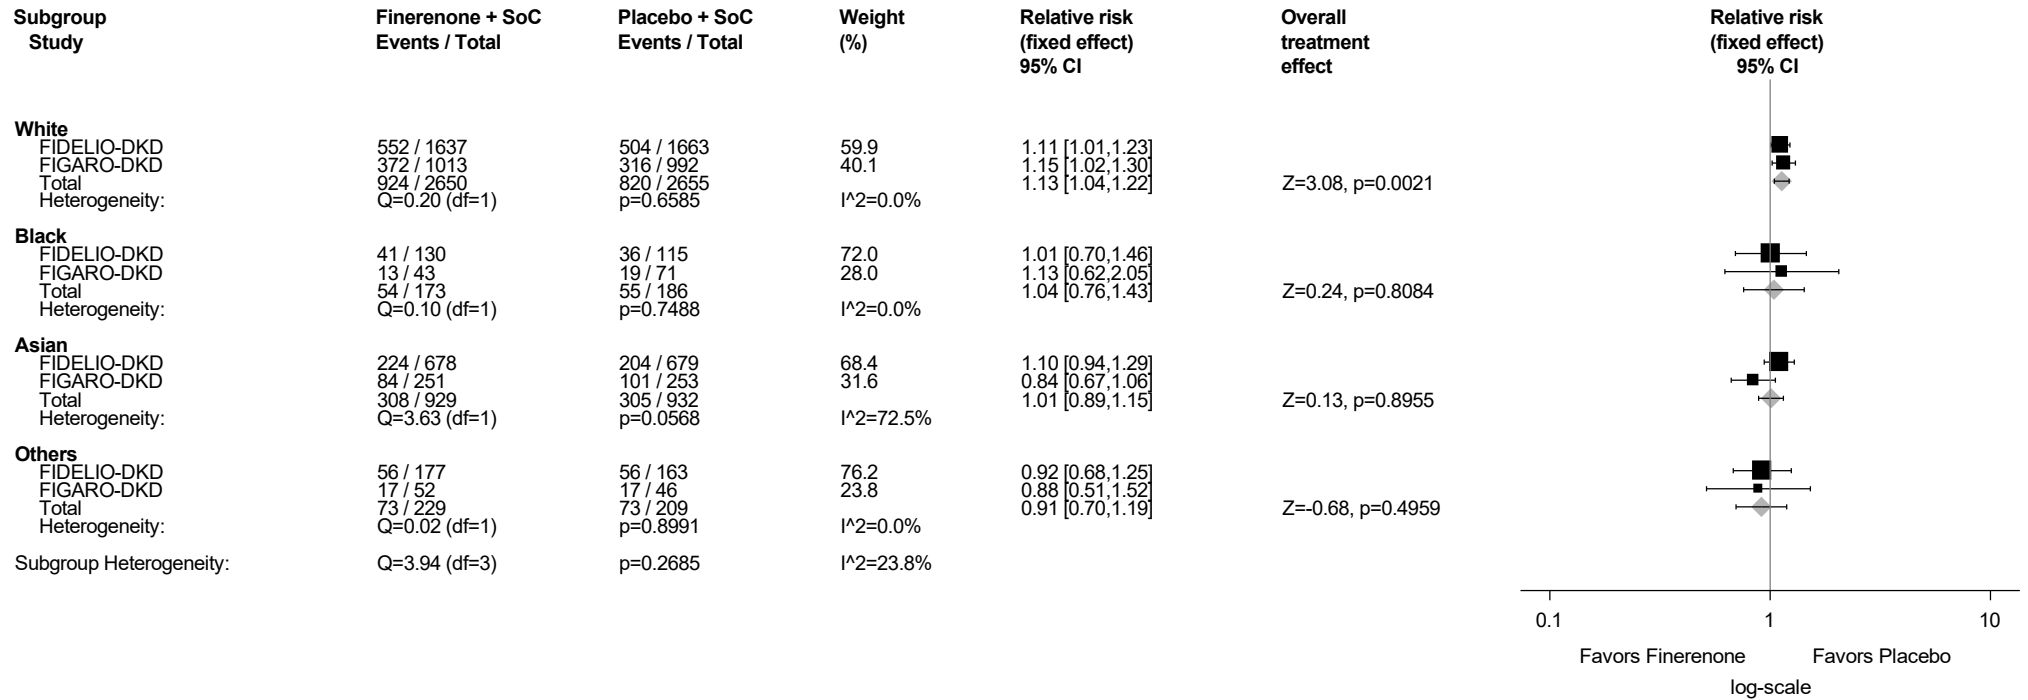 Subgroup Finerenone + SoC Placebo + SoC Weight Relative risk Overall Relative risk
Study Events / Total Events / Total (%) (fixed effect) treatment (fixed effect)
95% CI effect 95% CI
White
FIDELIO-DKD 552 / 1637 504 / 1663 59.9 1.11 [1.01,1.23]
FIGARO-DKD 372 / 1013 316 / 992 40.1 1.15 [1.02,1.30]
Total 924 / 2650 820 / 2655 1.13 [1.04,1.22] Z=3.08, p=0.0021
Heterogeneity: Q=0.20 (df=1) p=0.6585 I^2=0.0%
Black
FIDELIO-DKD 41 / 130 36 / 115 72.0 1.01 [0.70,1.46]
FIGARO-DKD 13 / 43 19 / 71 28.0 1.13 [0.62,2.05]
Total 54 / 173 55 / 186 1.04 [0.76,1.43] Z=0.24, p=0.8084
Heterogeneity: Q=0.10 (df=1) p=0.7488 I^2=0.0%
Asian
FIDELIO-DKD 224 / 678 204 / 679 68.4 1.10 [0.94,1.29]
FIGARO-DKD 84 / 251 101 / 253 31.6 0.84 [0.67,1.06]
Total 308 / 929 305 / 932 1.01 [0.89,1.15] Z=0.13, p=0.8955
Heterogeneity: Q=3.63 (df=1) p=0.0568 I^2=72.5%
Others
FIDELIO-DKD 56 / 177 56 / 163 76.2 0.92 [0.68,1.25]
FIGARO-DKD 17 / 52 17 / 46 23.8 0.88 [0.51,1.52]
Total 73 / 229 73 / 209 0.91 [0.70,1.19] Z=-0.68, p=0.4959
Heterogeneity: Q=0.02 (df=1) p=0.8991 I^2=0.0%
Subgroup Heterogeneity: Q=3.94 (df=3) p=0.2685 I^2=23.8%
0.1 1 10
Favors Finerenone Favors Placebo
log-scale